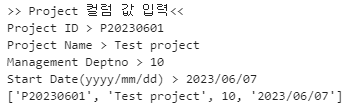 >> Project 컬럼 값 입력<<
Project ID > P20230601
Project Name > Test project
Management Deptno > 10
Start Date(yyyy/mm/dd) > 2023/06/07
['P20230601', 'Test project', 10, '2023/06/07']